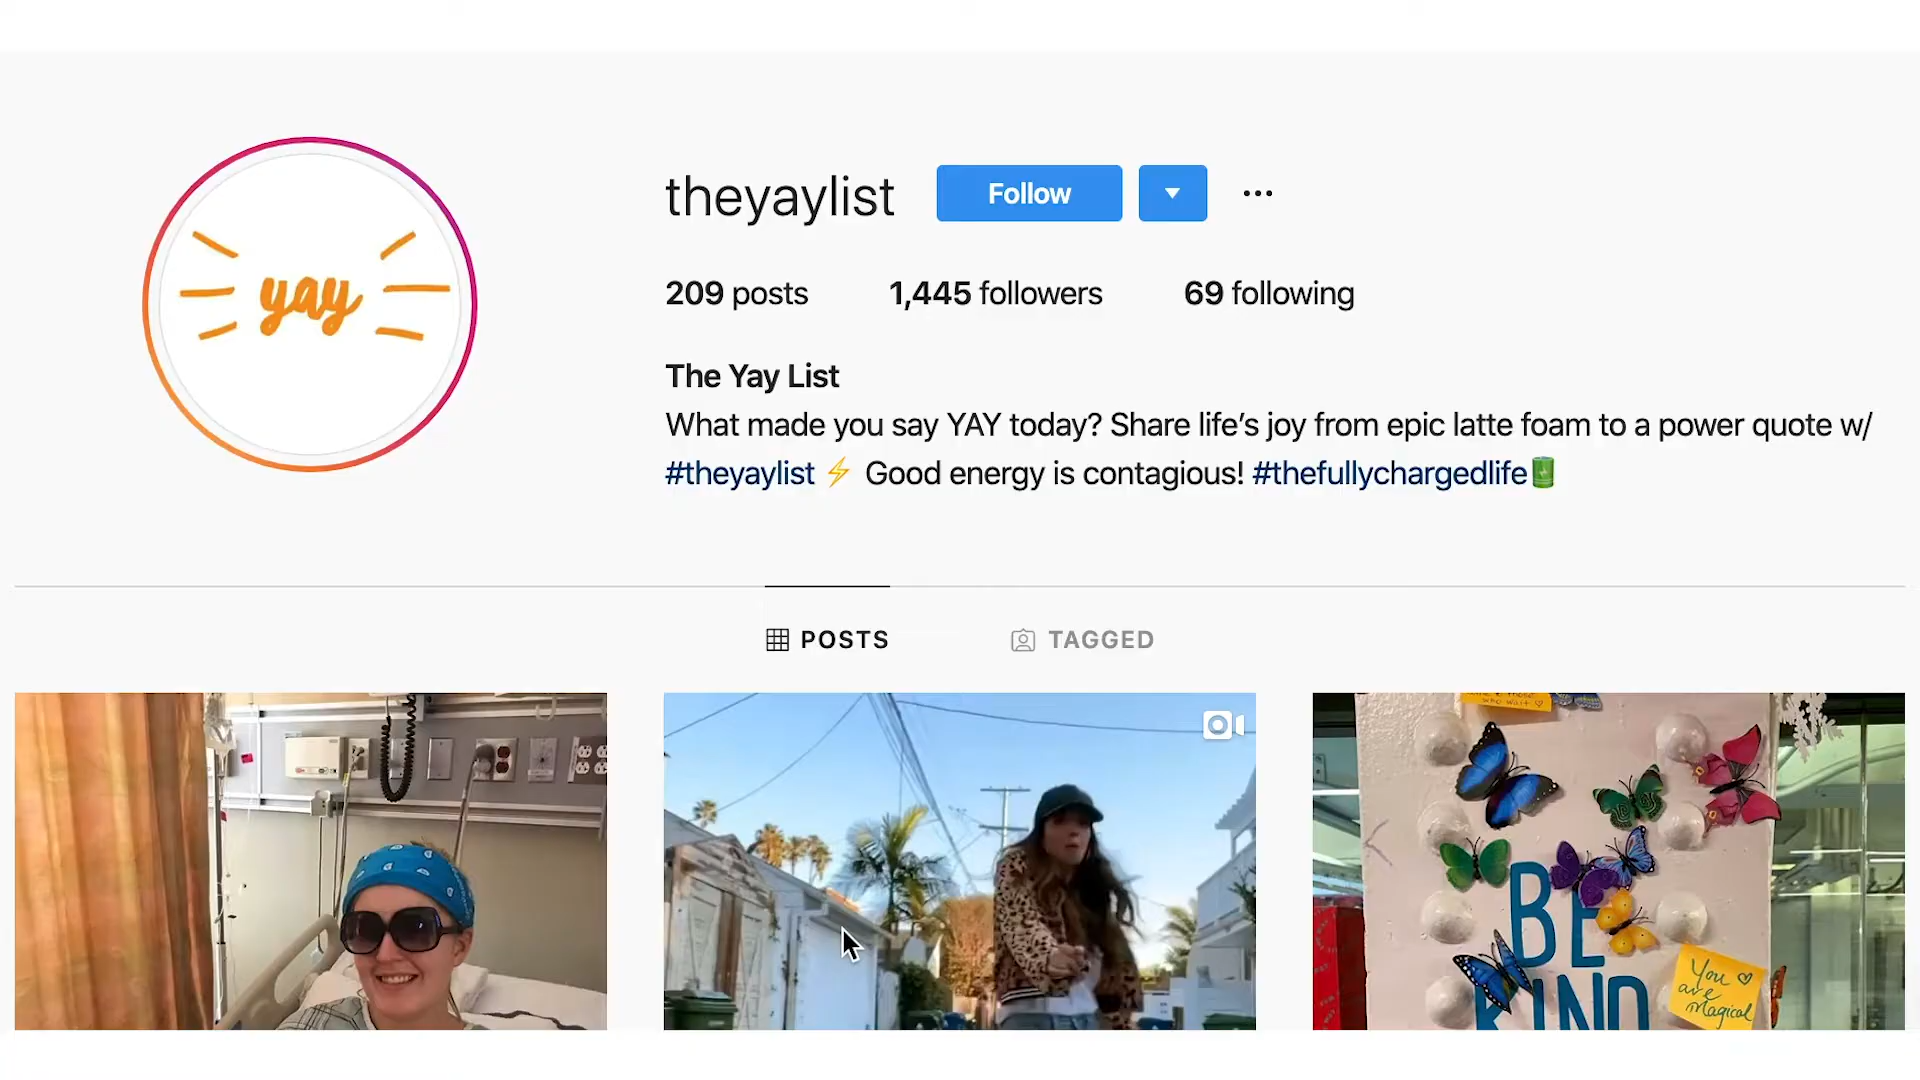 yay
theyaylist
Follow
209 posts
1,445 followers
69 following
The Yay List
What made you say YAY today? Share life’s joy from epic latte foam to a power quote w/
#theyaylist ⚡ Good energy is contagious! #thefullychargedlife🔋
POSTS
TAGGED
who wait ♡
BE
KIND
You ♡
are
magical